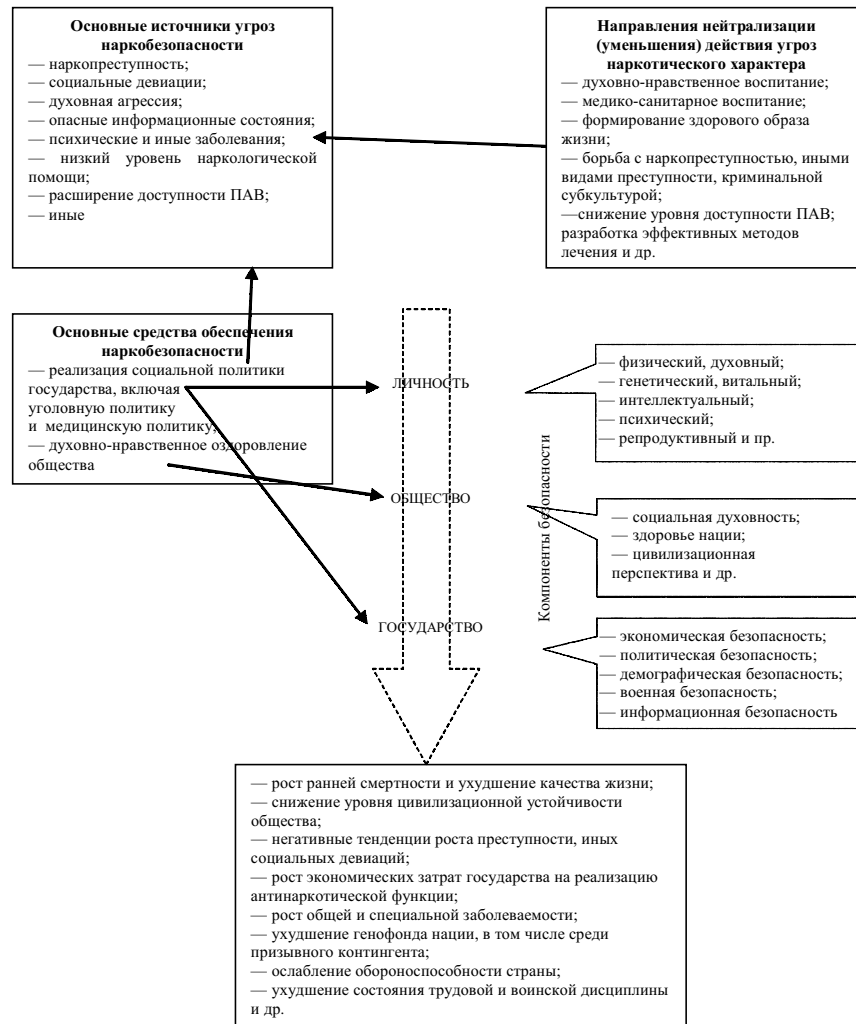 Основные источники угроз
наркобезопасности
— наркопреступность;
— социальные девиации;
— духовная агрессия;
— опасные информационные состояния;
— психические и иные заболевания;
— низкий уровень наркологической
помощи;
— расширение доступности ПАВ;
— иные
Направления нейтрализации
(уменьшения) действия угроз
наркотического характера
— духовно-нравственное воспитание;
— медико-санитарное воспитание;
— формирование здорового образа
жизни;
— борьба с наркопреступностью, иными
видами преступности, криминальной
субкультурой;
—снижение уровня доступности ПАВ;
разработка эффективных методов
лечения и др.
Основные средства обеспечения
наркобезопасности
— реализация социальной политики
государства, включая
уголовную политику
и медицинскую политику;
— духовно-нравственное оздоровление
общества
ЛИЧНОСТЬ
ОБЩЕСТВО
ГОСУДАРСТВО
Компоненты безопасности
— физический, духовный;
— генетический, витальный;
— интеллектуальный;
— психический;
— репродуктивный и пр.
— социальная духовность;
— здоровье нации;
— цивилизационная
перспектива и др.
— экономическая безопасность;
— политическая безопасность;
— демографическая безопасность;
— военная безопасность;
— информационная безопасность
— рост ранней смертности и ухудшение качества жизни;
— снижение уровня цивилизационной устойчивости
общества;
— негативные тенденции роста преступности, иных
социальных девиаций;
— рост экономических затрат государства на реализацию
антинаркотической функции;
— рост общей и специальной заболеваемости;
— ухудшение генофонда нации, в том числе среди
призывного контингента;
— ослабление обороноспособности страны;
— ухудшение состояния трудовой и воинской дисциплины
и др.